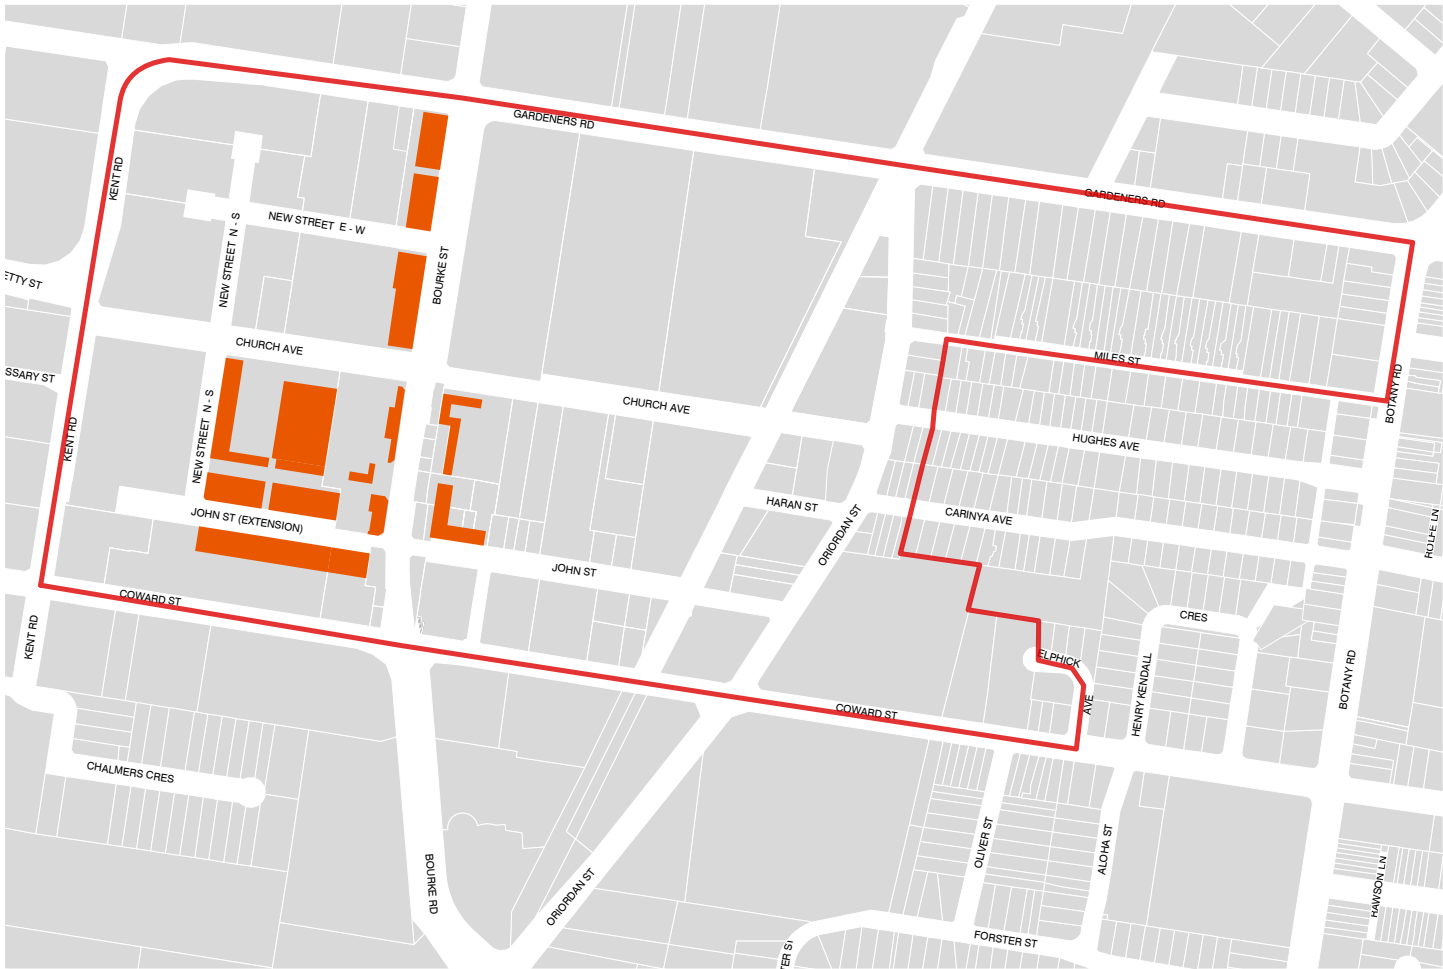 GARDENERS RD
KENT RD
GARDENERS RD
NEW STREET N - S
NEW STREET E - W
BOURKE ST
ETTY ST
CHURCH AVE
MILES ST
SSARY ST
BOTANY RD
CHURCH AVE
KENT RD
NEW STREET N - S
HUGHES AVE
HARAN ST
CARINYA AVE
JOHN ST (EXTENSION)
ORIORDAN ST
ROLFE LN
JOHN ST
COWARD ST
CRES
KENT RD
ELPHICK
AVE
HENRY KENDALL
BOTANY RD
COWARD ST
CHALMERS CRES
OLIVER ST
ALOHA ST
BOURKE RD
ORIORDAN ST
HAWSON LN
FORSTER ST
TER ST